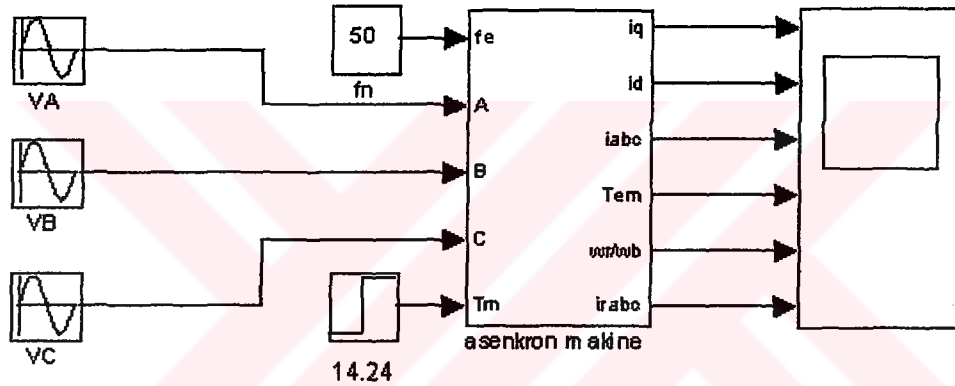 VA
VB
VC
50
fn
14.24
fe
A
B
C
Tm
iq
id
iabc
Tem
wr/wb
irabc
asenkron makine